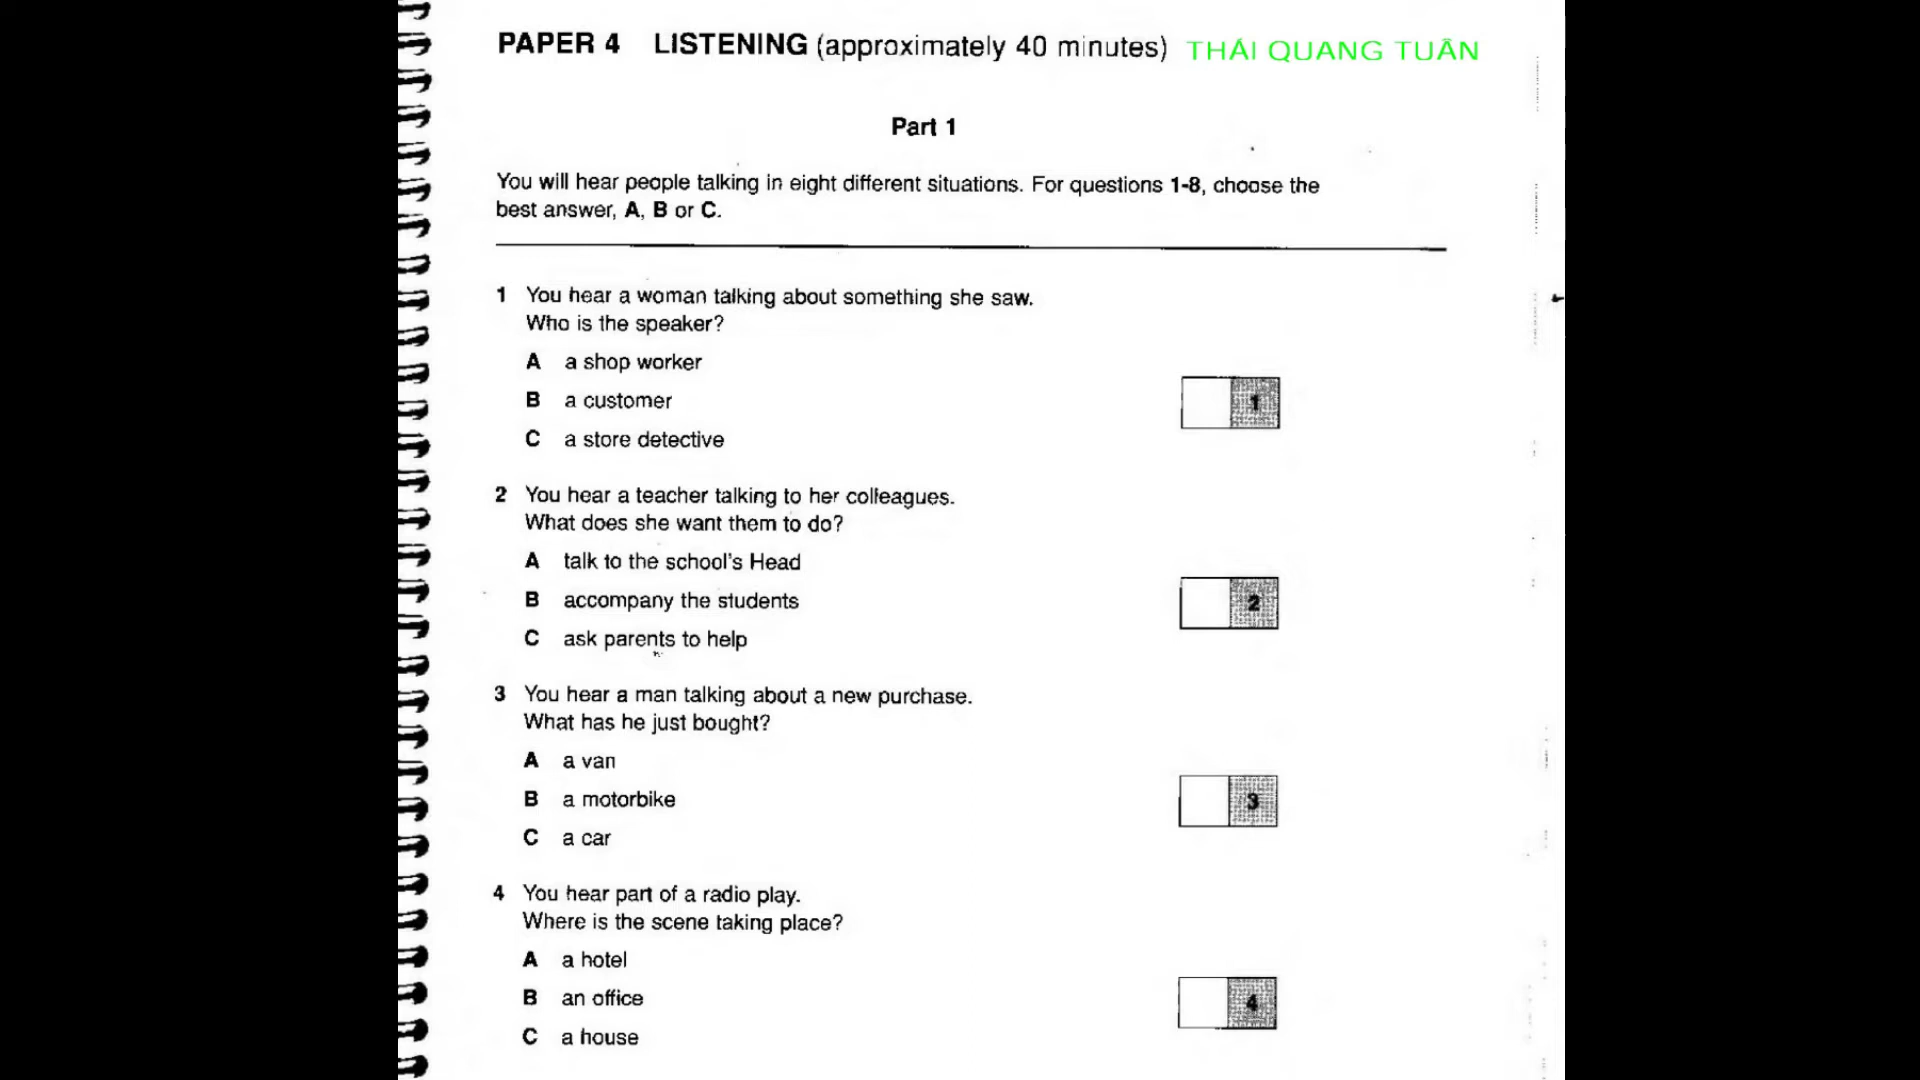 PAPER 4 LISTENING (approximately 40 minutes) THÁI QUANG TUẤN
Part 1
You will hear people talking in eight different situations. For questions 1-8, choose the
best answer, A, B or C.
1 You hear a woman talking about something she saw.
Who is the speaker?
A a shop worker
B a customer
C a store detective
1
2 You hear a teacher talking to her colleagues.
What does she want them to do?
A talk to the school's Head
B accompany the students
C ask parents to help
2
3 You hear a man talking about a new purchase.
What has he just bought?
A a van
B a motorbike
C a car
3
4 You hear part of a radio play.
Where is the scene taking place?
A a hotel
B an office
C a house
4